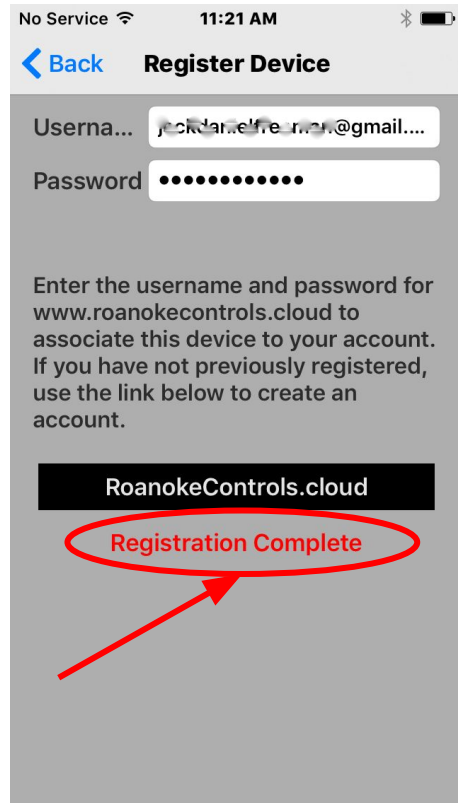 No Service 11:21 AM
Back Register Device
Userna... @gmail....
Password ••••••••••••
Enter the username and password for
www.roanokecontrols.cloud to
associate this device to your account.
If you have not previously registered,
use the link below to create an
account.
RoanokeControls.cloud
Registration Complete